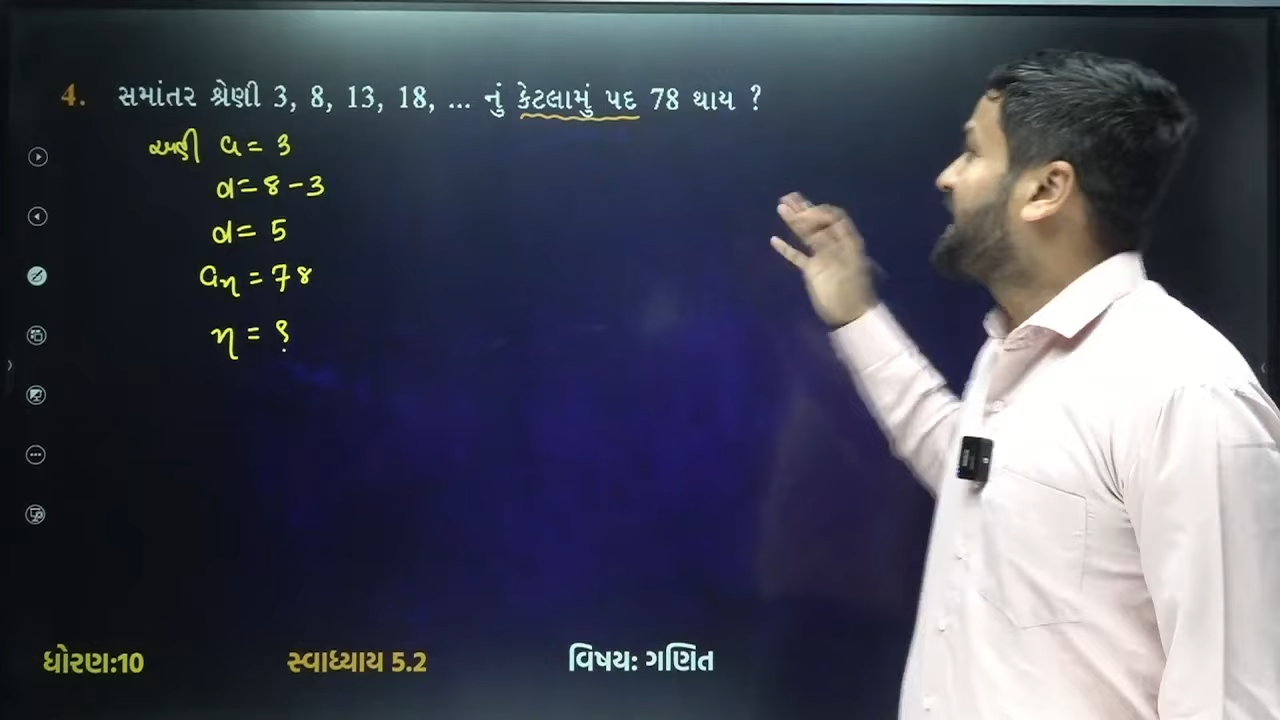 4. સમાંતર શ્રેણી 3, 8, 13, 18, ... નું કેટલામું પદ 78 થાય ?
અહીં a = 3
d = 8 - 3
d = 5
aₙ = 78
n = ?
ધોરણ:10 સ્વાધ્યાય 5.2 વિષય: ગણિત